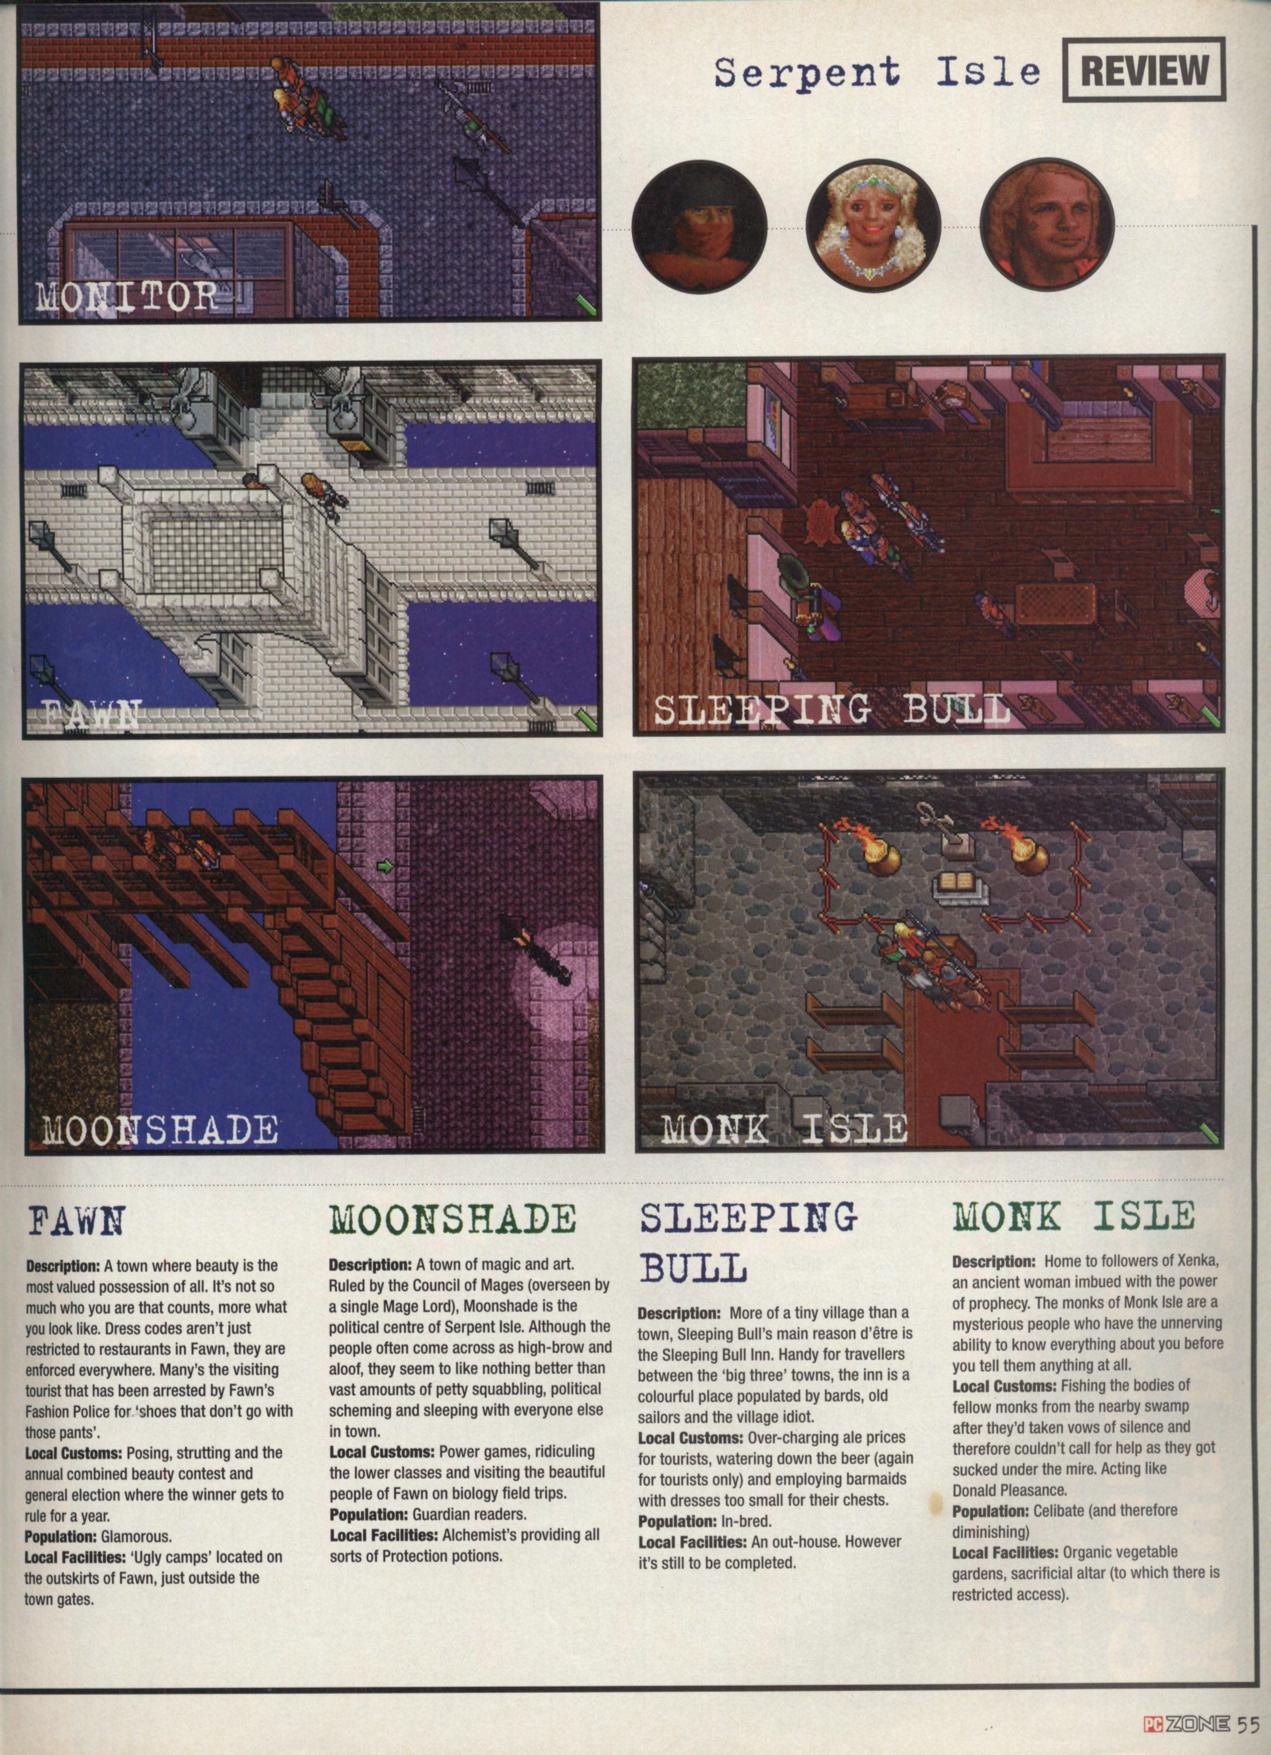 Serpent Isle REVIEW
MONITOR
FAWN
SLEEPING BULL
MOONSHADE
MONK ISLE
FAWN
Description: A town where beauty is the
most valued possession of all. It's not so
much who you are that counts, more what
you look like. Dress codes aren't just
restricted to restaurants in Fawn, they are
enforced everywhere. Many's the visiting
tourist that has been arrested by Fawn's
Fashion Police for 'shoes that don't go with
those pants'.
Local Customs: Posing, strutting and the
annual combined beauty contest and
general election where the winner gets to
rule for a year.
Population: Glamorous.
Local Facilities: 'Ugly camps' located on
the outskirts of Fawn, just outside the
town gates.
MOONSHADE
Description: A town of magic and art.
Ruled by the Council of Mages (overseen by
a single Mage Lord), Moonshade is the
political centre of Serpent Isle. Although the
people often come across as high-brow and
aloof, they seem to like nothing better than
vast amounts of petty squabbling, political
scheming and sleeping with everyone else
in town.
Local Customs: Power games, ridiculing
the lower classes and visiting the beautiful
people of Fawn on biology field trips.
Population: Guardian readers.
Local Facilities: Alchemist's providing all
sorts of Protection potions.
SLEEPING
BULL
Description: More of a tiny village than a
town, Sleeping Bull's main reason d'être is
the Sleeping Bull Inn. Handy for travellers
between the 'big three' towns, the inn is a
colourful place populated by bards, old
sailors and the village idiot.
Local Customs: Over-charging ale prices
for tourists, watering down the beer (again
for tourists only) and employing barmaids
with dresses too small for their chests.
Population: In-bred.
Local Facilities: An out-house. However
it's still to be completed.
MONK ISLE
Description: Home to followers of Xenka,
an ancient woman imbued with the power
of prophecy. The monks of Monk Isle are a
mysterious people who have the unnerving
ability to know everything about you before
you tell them anything at all.
Local Customs: Fishing the bodies of
fellow monks from the nearby swamp
after they'd taken vows of silence and
therefore couldn't call for help as they got
sucked under the mire. Acting like
Donald Pleasance.
Population: Celibate (and therefore
diminishing)
Local Facilities: Organic vegetable
gardens, sacrificial altar (to which there is
restricted access).
PC ZONE 55